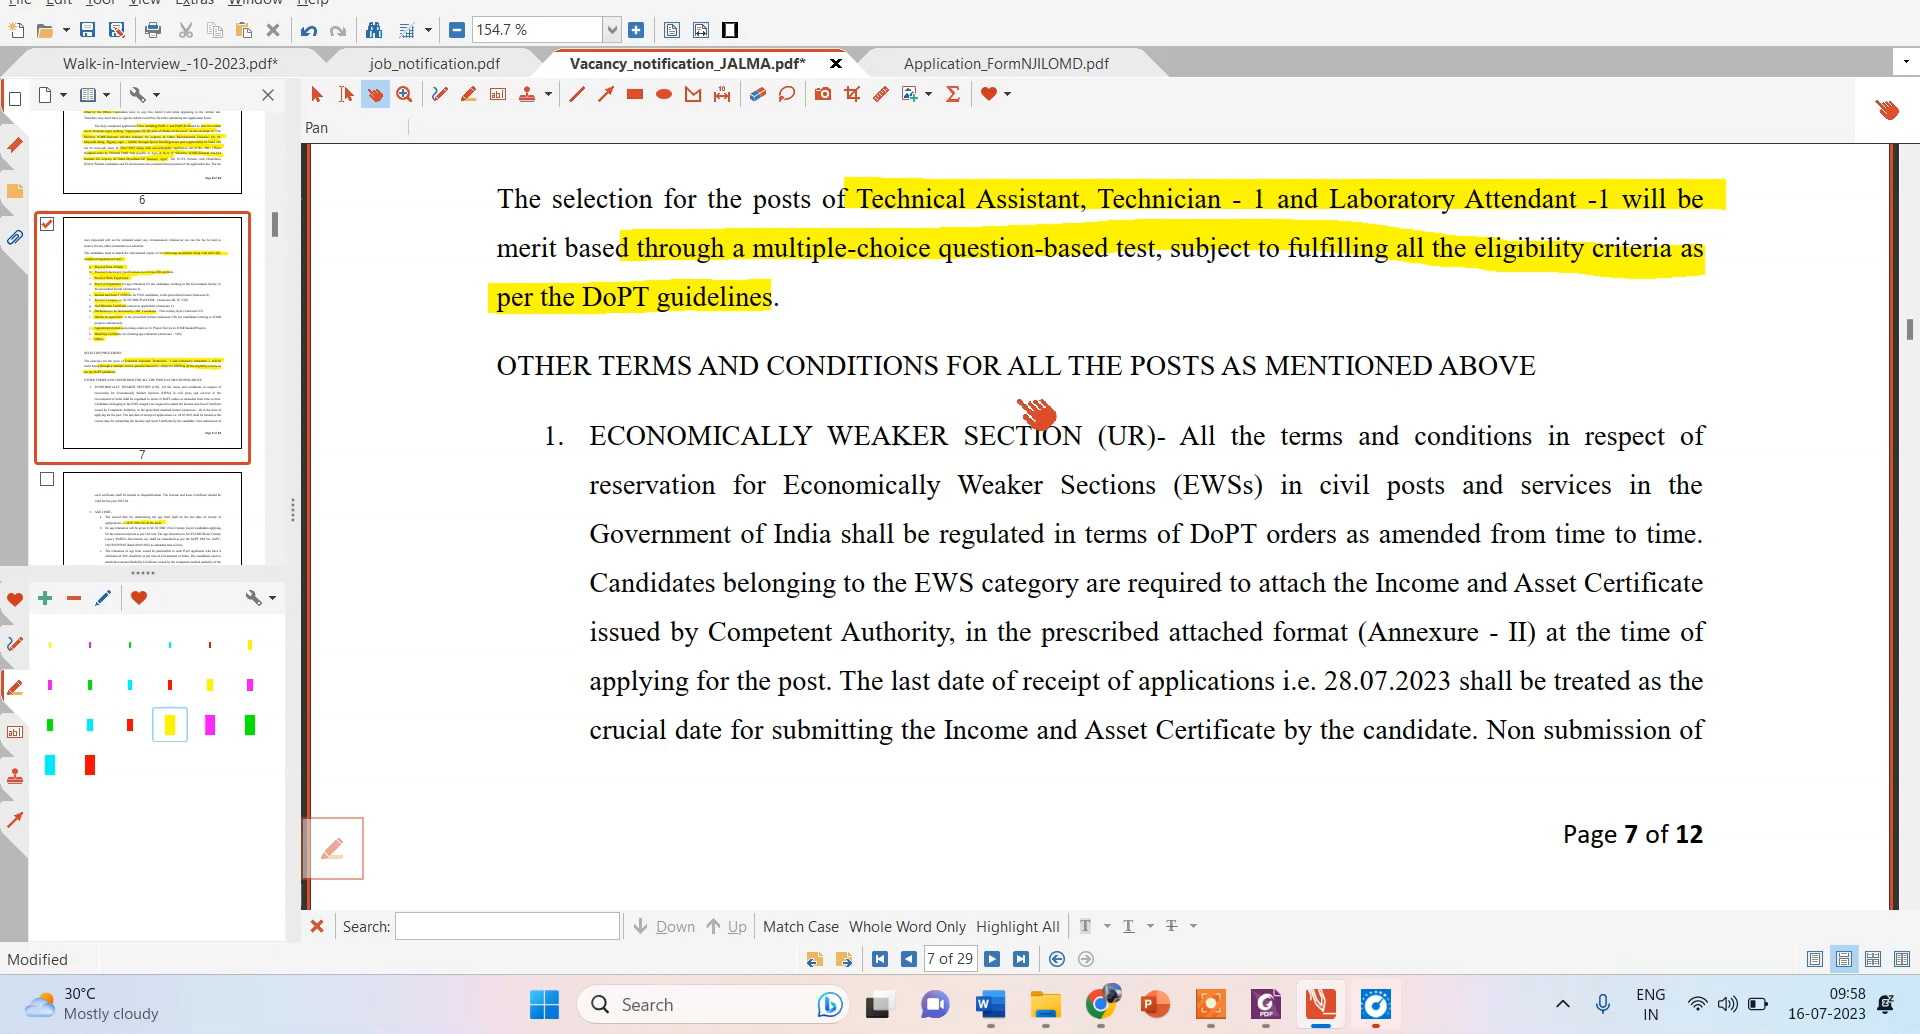 File Edit Tool View Extras Window Help
154.7 %
Walk-in-Interview_-10-2023.pdf*
job_notification.pdf
Vacancy_notification_JALMA.pdf*
Application_FormNJILOMD.pdf
Pan
6
7
The selection for the posts of Technical Assistant, Technician - 1 and Laboratory Attendant -1 will be
merit based through a multiple-choice question-based test, subject to fulfilling all the eligibility criteria as
per the DoPT guidelines.
OTHER TERMS AND CONDITIONS FOR ALL THE POSTS AS MENTIONED ABOVE
1. ECONOMICALLY WEAKER SECTION (UR)- All the terms and conditions in respect of
reservation for Economically Weaker Sections (EWSs) in civil posts and services in the
Government of India shall be regulated in terms of DoPT orders as amended from time to time.
Candidates belonging to the EWS category are required to attach the Income and Asset Certificate
issued by Competent Authority, in the prescribed attached format (Annexure - II) at the time of
applying for the post. The last date of receipt of applications i.e. 28.07.2023 shall be treated as the
crucial date for submitting the Income and Asset Certificate by the candidate. Non submission of
Page 7 of 12
Search: Down Up Match Case Whole Word Only Highlight All
Modified
7 of 29
30°C
Mostly cloudy
Search
ENG
IN
09:58
16-07-2023